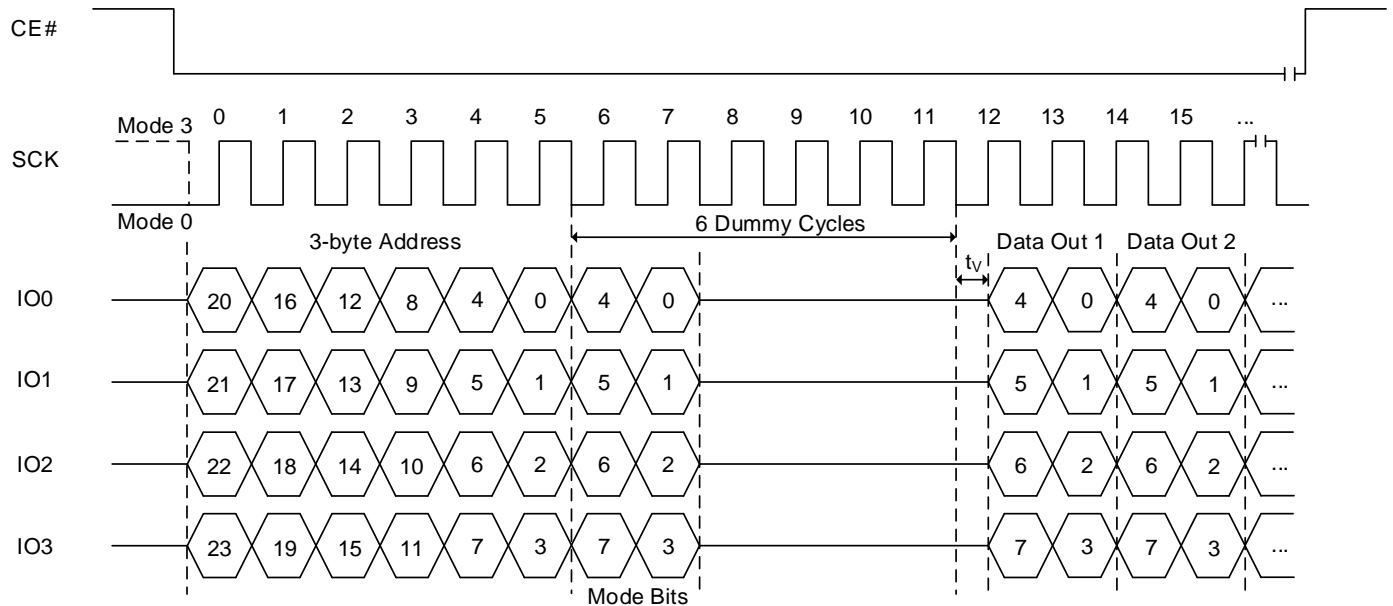 CE#
0 1 2 3 4 5 6 7 8 9 10 11 12 13 14 15 ...
Mode 3
SCK
Mode 0
6 Dummy Cycles
3-byte Address
Data Out 1 Data Out 2
tV
IO0 20 16 12 8 4 0 4 0 4 0 4 0 ...
IO1 21 17 13 9 5 1 5 1 5 1 5 1 ...
IO2 22 18 14 10 6 2 6 2 6 2 6 2 ...
IO3 23 19 15 11 7 3 7 3 7 3 7 3 ...
Mode Bits